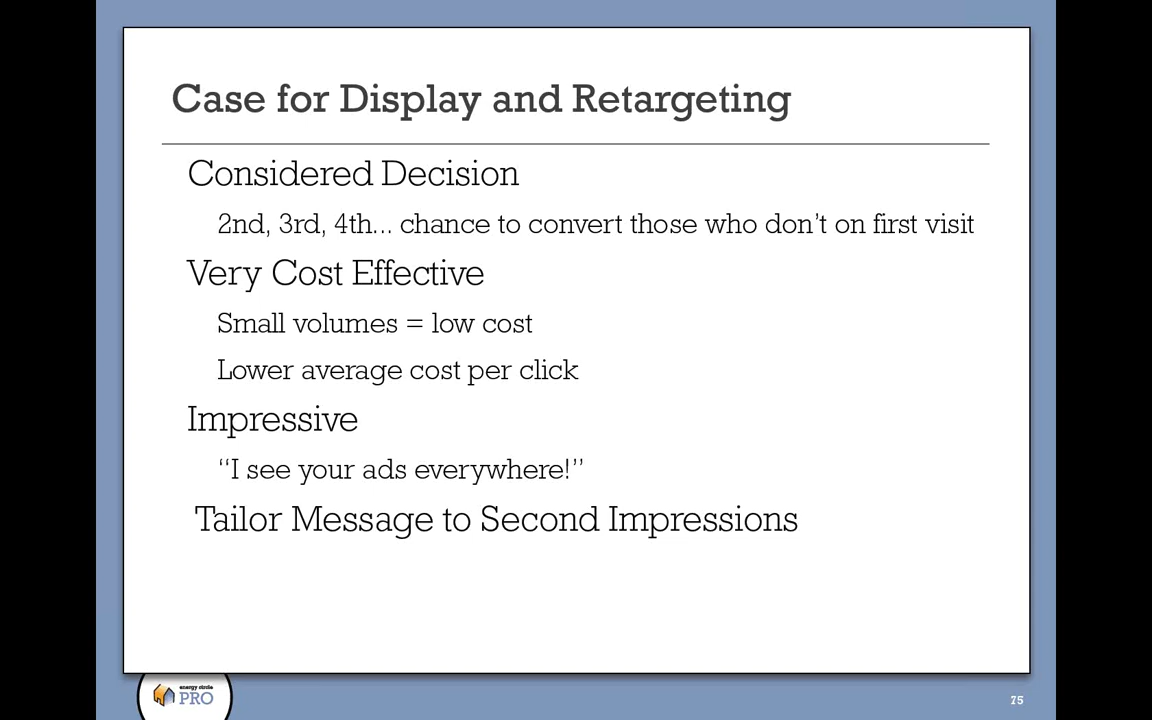 Case for Display and Retargeting
Considered Decision
2nd, 3rd, 4th... chance to convert those who don’t on first visit
Very Cost Effective
Small volumes = low cost
Lower average cost per click
Impressive
“I see your ads everywhere!”
Tailor Message to Second Impressions
energy circle
PRO
75